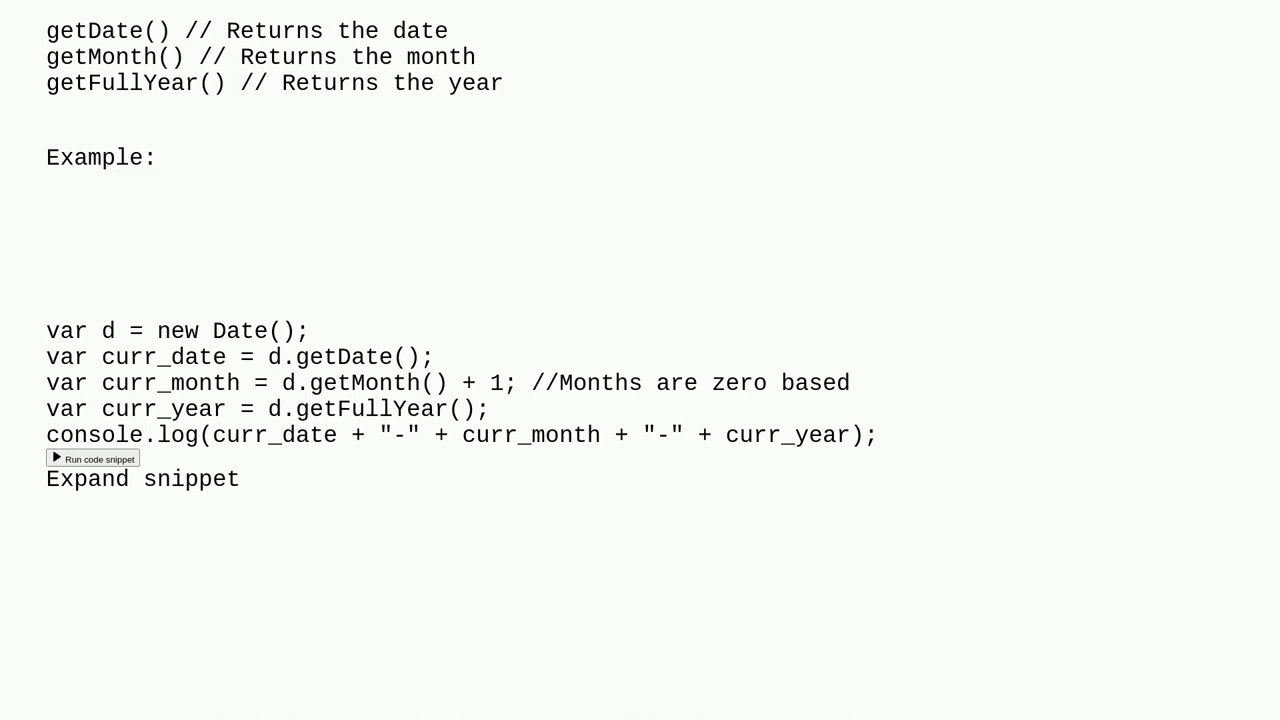 getDate() // Returns the date
getMonth() // Returns the month
getFullYear() // Returns the year
Example:
var d = new Date();
var curr_date = d.getDate();
var curr_month = d.getMonth() + 1; //Months are zero based
var curr_year = d.getFullYear();
console.log(curr_date + "-" + curr_month + "-" + curr_year);
Run code snippet
Expand snippet